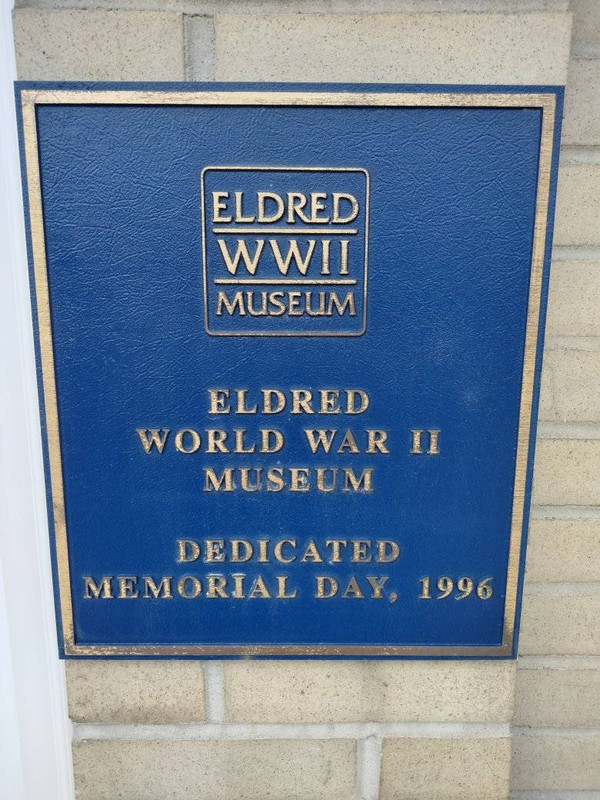 ELDRED
WWII
MUSEUM
ELDRED
WORLD WAR II
MUSEUM
DEDICATED
MEMORIAL DAY, 1996